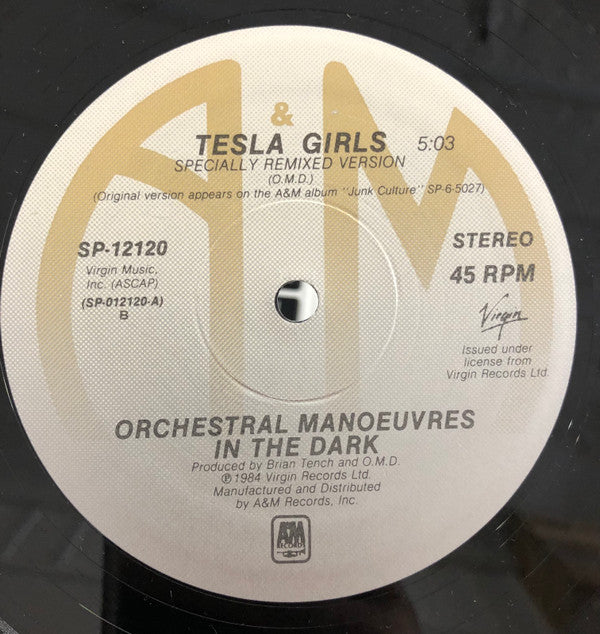 A&M
TESLA GIRLS 5:03
SPECIALLY REMIXED VERSION
(O.M.D.)
(Original version appears on the A&M album "Junk Culture" SP-6-5027)
SP-12120
Virgin Music,
Inc. (ASCAP)
(SP-012120-A)
B
STEREO
45 RPM
Virgin
Issued under
license from
Virgin Records Ltd.
ORCHESTRAL MANOEUVRES
IN THE DARK
Produced by Brian Tench and O.M.D.
℗1984 Virgin Records Ltd.
Manufactured and Distributed
by A&M Records, Inc.
A&M
RECORDS